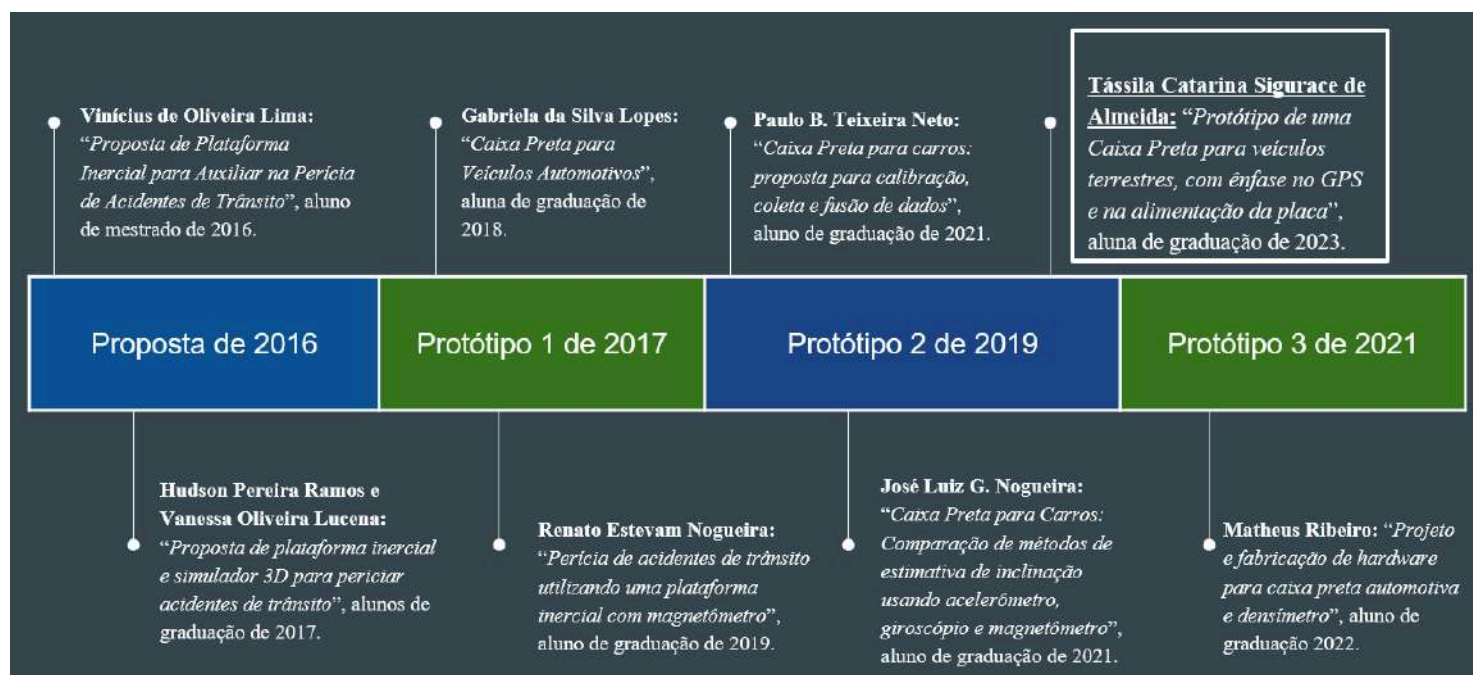 Vinícius de Oliveira Lima:
“Proposta de Plataforma
Inercial para Auxiliar na Perícia
de Acidentes de Trânsito”, aluno
de mestrado de 2016.
Gabriela da Silva Lopes:
“Caixa Preta para
Veículos Automotivos”,
aluna de graduação de
2018.
Paulo B. Teixeira Neto:
“Caixa Preta para carros:
proposta para calibração,
coleta e fusão de dados”,
aluno de graduação de 2021.
Tássila Catarina Sigurace de
Almeida: “Protótipo de uma
Caixa Preta para veículos
terrestres, com ênfase no GPS
e na alimentação da placa”,
aluna de graduação de 2023.
Proposta de 2016
Protótipo 1 de 2017
Protótipo 2 de 2019
Protótipo 3 de 2021
Hudson Pereira Ramos e
Vanessa Oliveira Lucena:
“Proposta de plataforma inercial
e simulador 3D para periciar
acidentes de trânsito”, alunos de
graduação de 2017.
Renato Estevam Nogueira:
“Perícia de acidentes de trânsito
utilizando uma plataforma
inercial com magnetômetro”,
aluno de graduação de 2019.
José Luiz G. Nogueira:
“Caixa Preta para Carros:
Comparação de métodos de
estimativa de inclinação
usando acelerômetro,
giroscópio e magnetômetro”,
aluno de graduação de 2021.
Matheus Ribeiro: “Projeto
e fabricação de hardware
para caixa preta automotiva
e densímetro”, aluno de
graduação 2022.